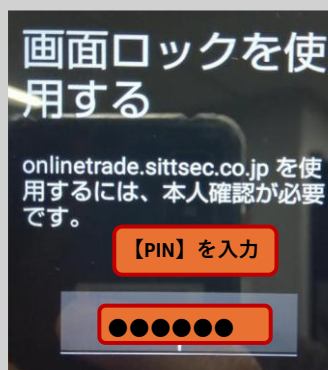 画面ロックを使
用する
onlinetrade.sittsec.co.jp を使
用するには、本人確認が必要
です。
【PIN】を入力
●●●●●●